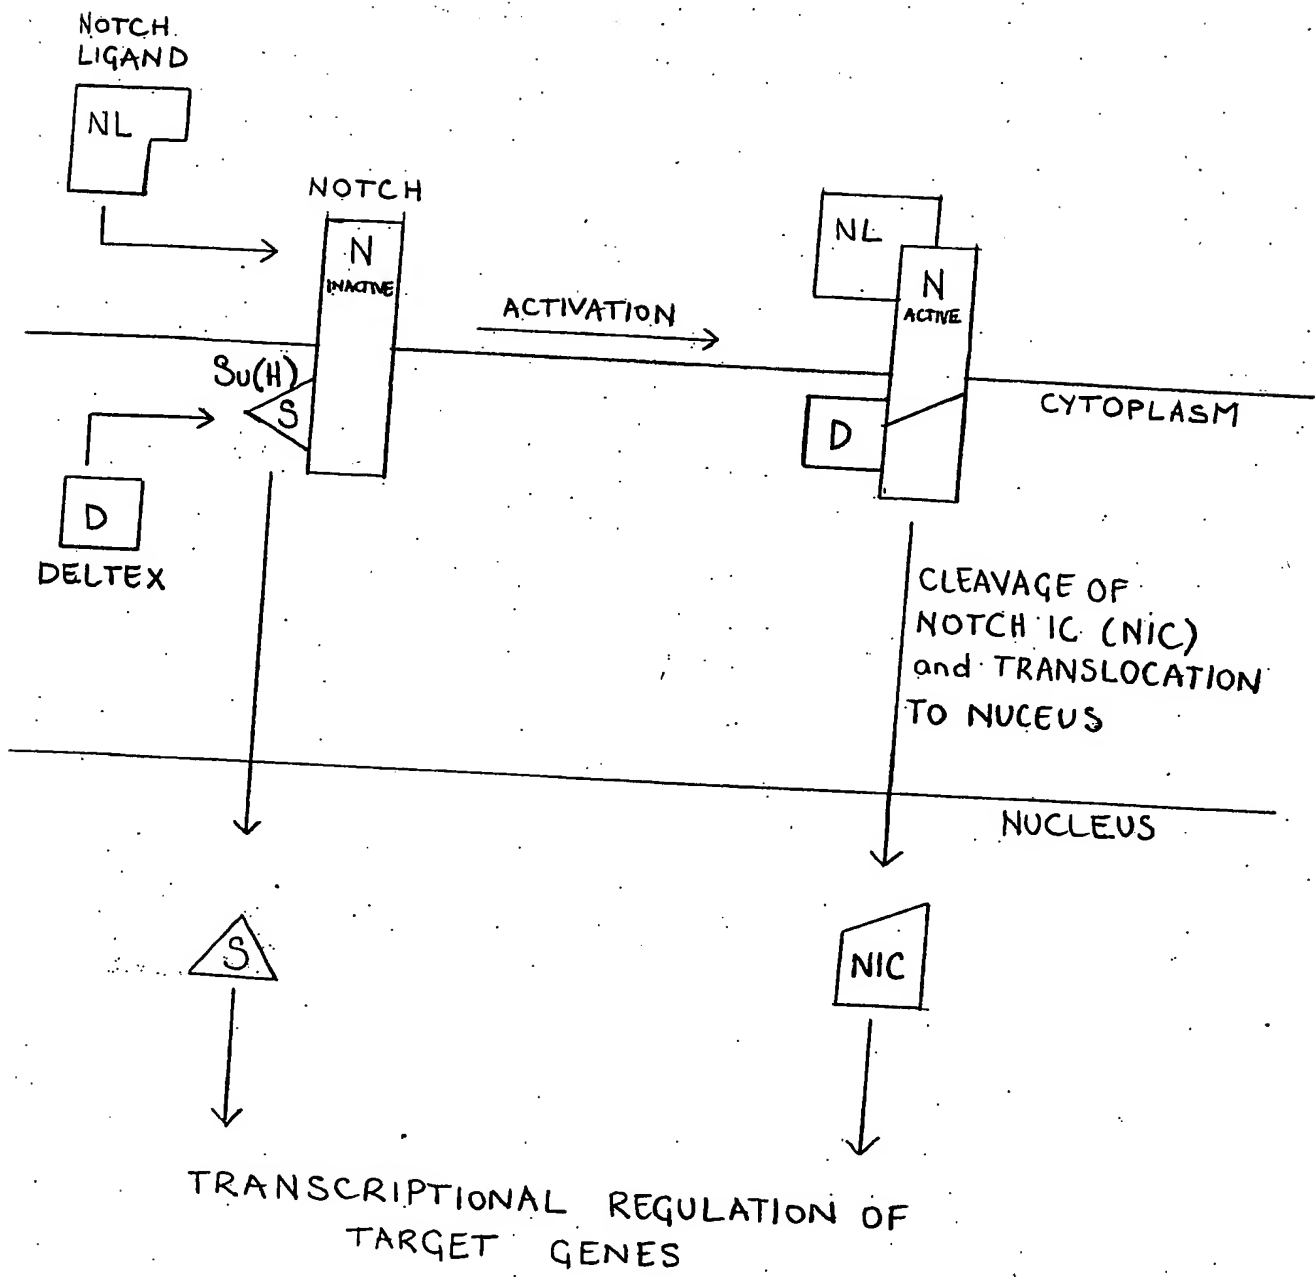 NOTCH
LIGAND
NL
NOTCH
N
INACTIVE
ACTIVATION
NL
N
ACTIVE
Su(H)
S
CYTOPLASM
D
D
DELTEX
CLEAVAGE OF
NOTCH IC (NIC)
and TRANSLOCATION
TO NUCEUS
NUCLEUS
S
NIC
TRANSCRIPTIONAL REGULATION OF
TARGET GENES